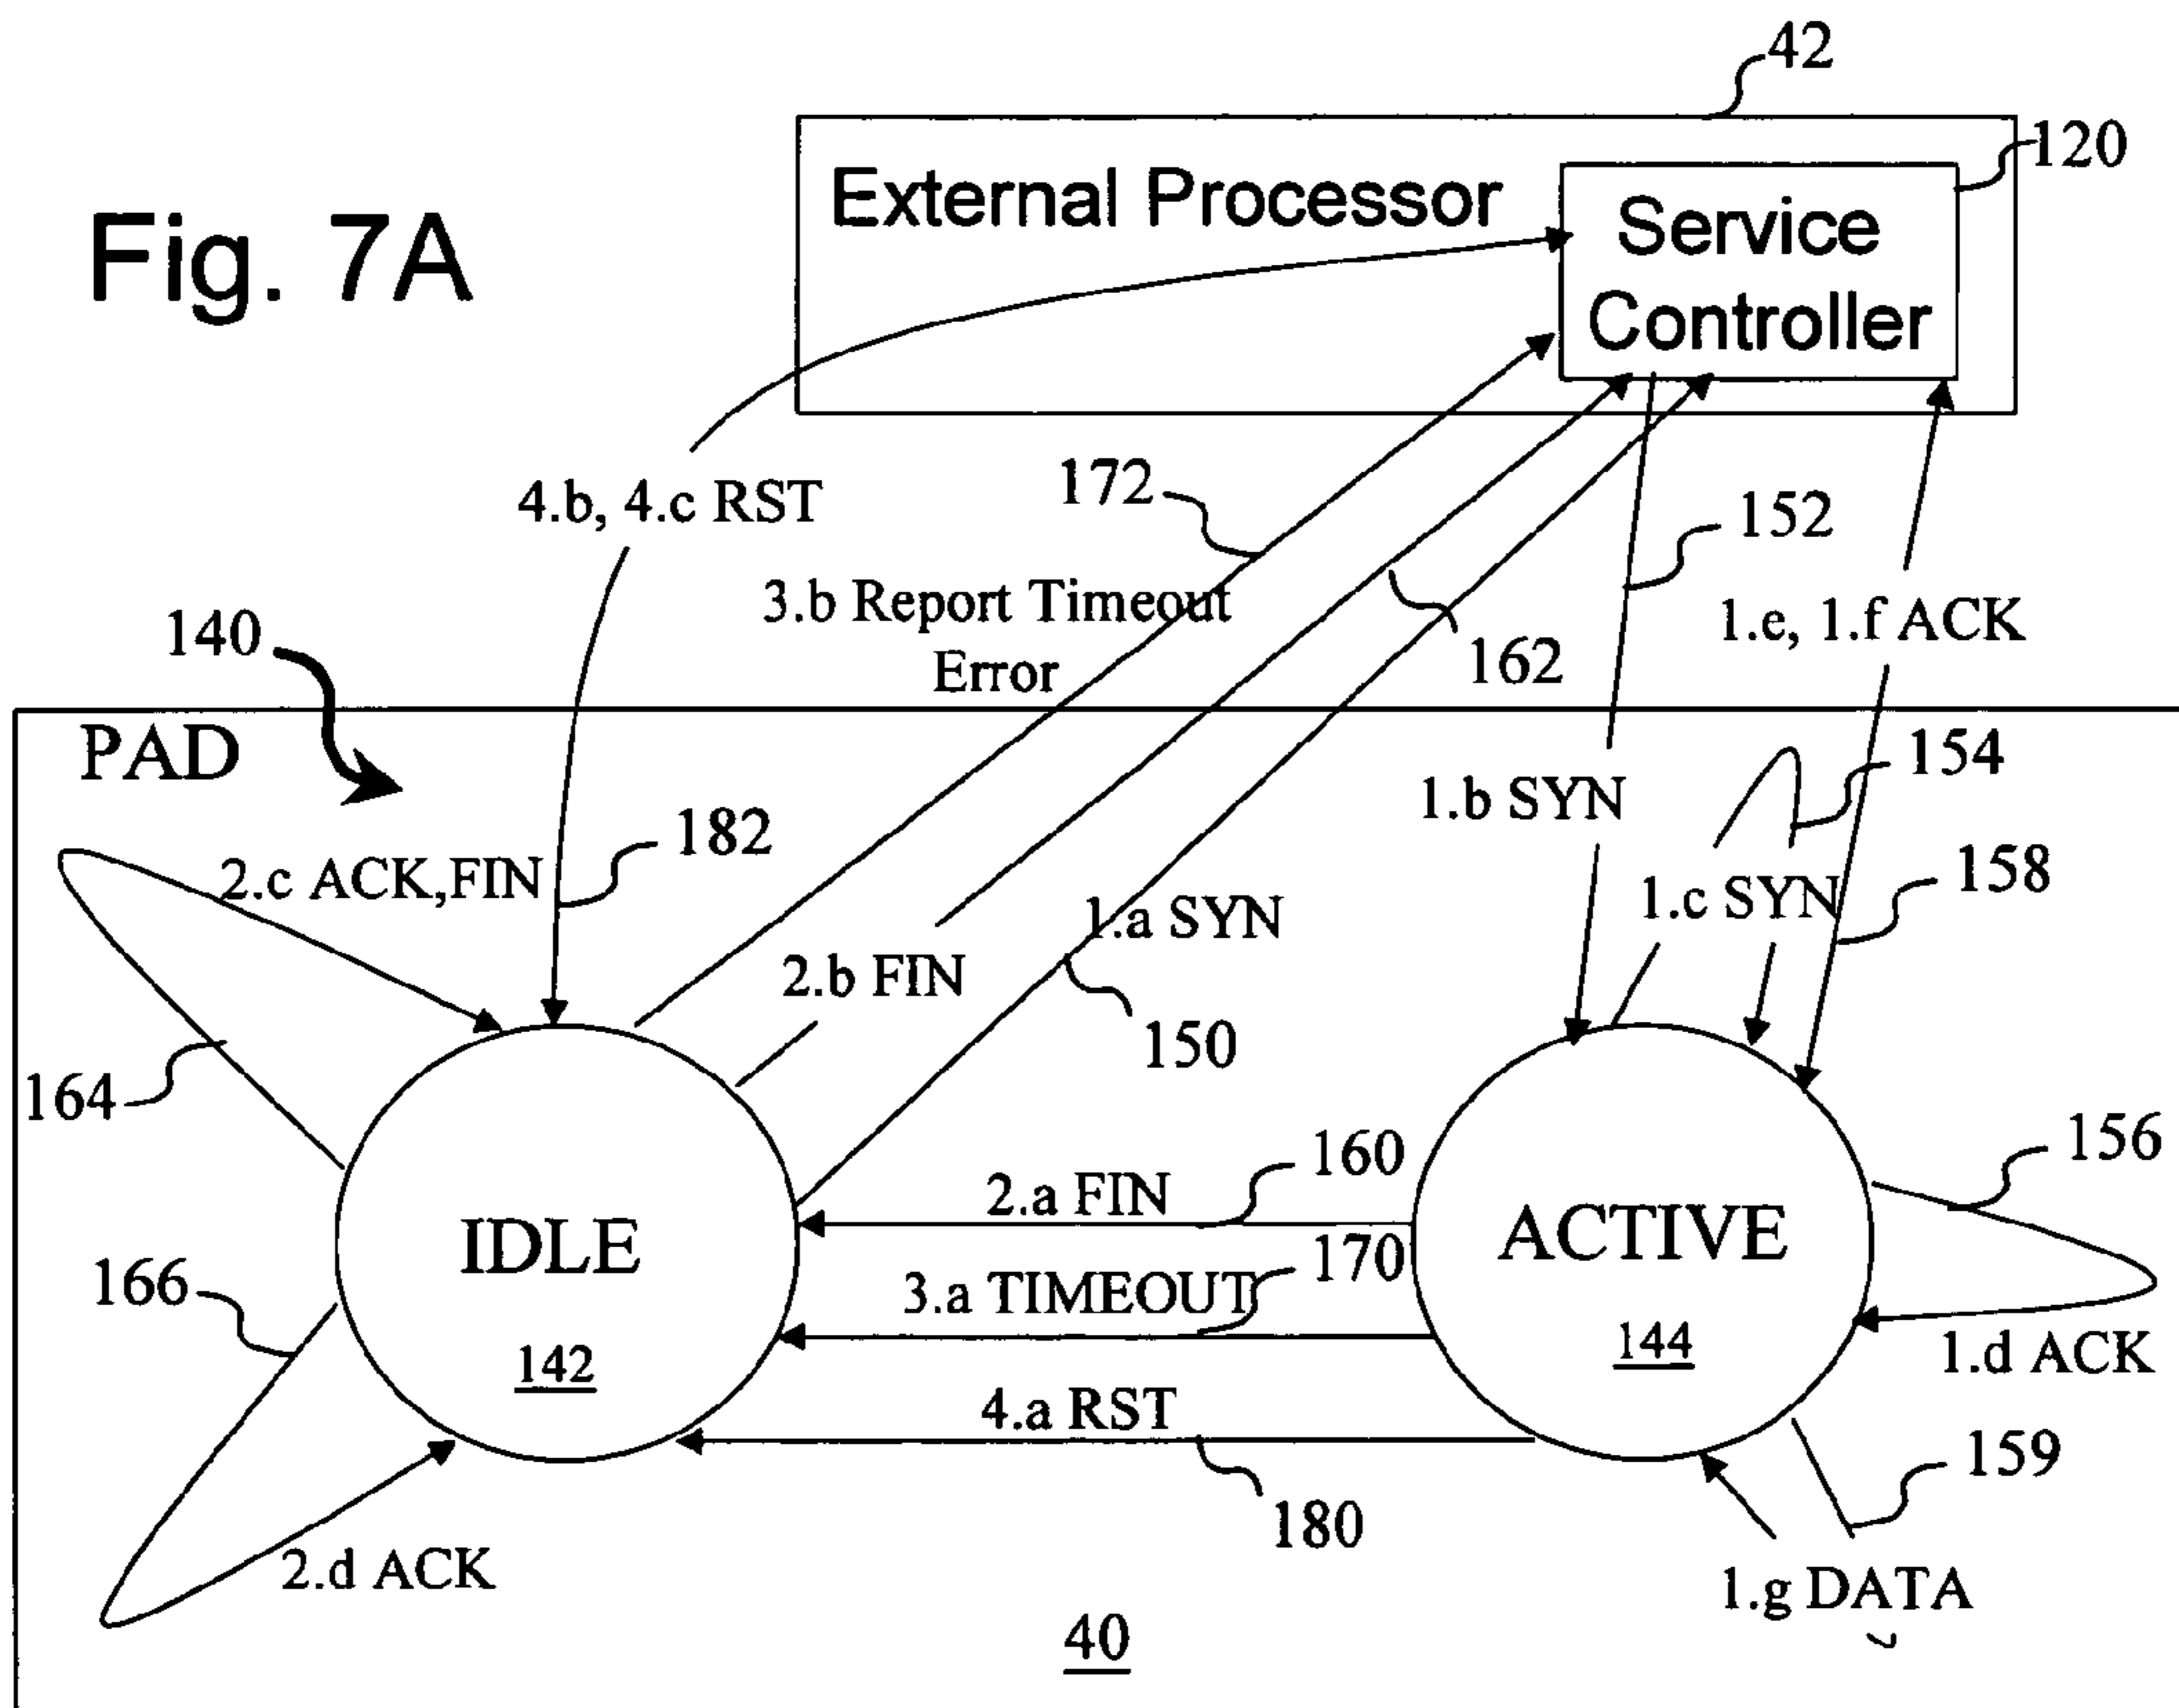 42
120
External Processor
Service
Controller
Fig. 7A
4.b, 4.c RST
172
152
3.b Report Timeout
Error
162
1.e, 1.f ACK
140
PAD
154
1.b SYN
182
2.c ACK,FIN
158
1.c SYN
1.a SYN
2.b FIN
150
164
156
160
2.a FIN
IDLE
ACTIVE
170
166
3.a TIMEOUT
142
144
1.d ACK
4.a RST
159
180
2.d ACK
1.g DATA
40